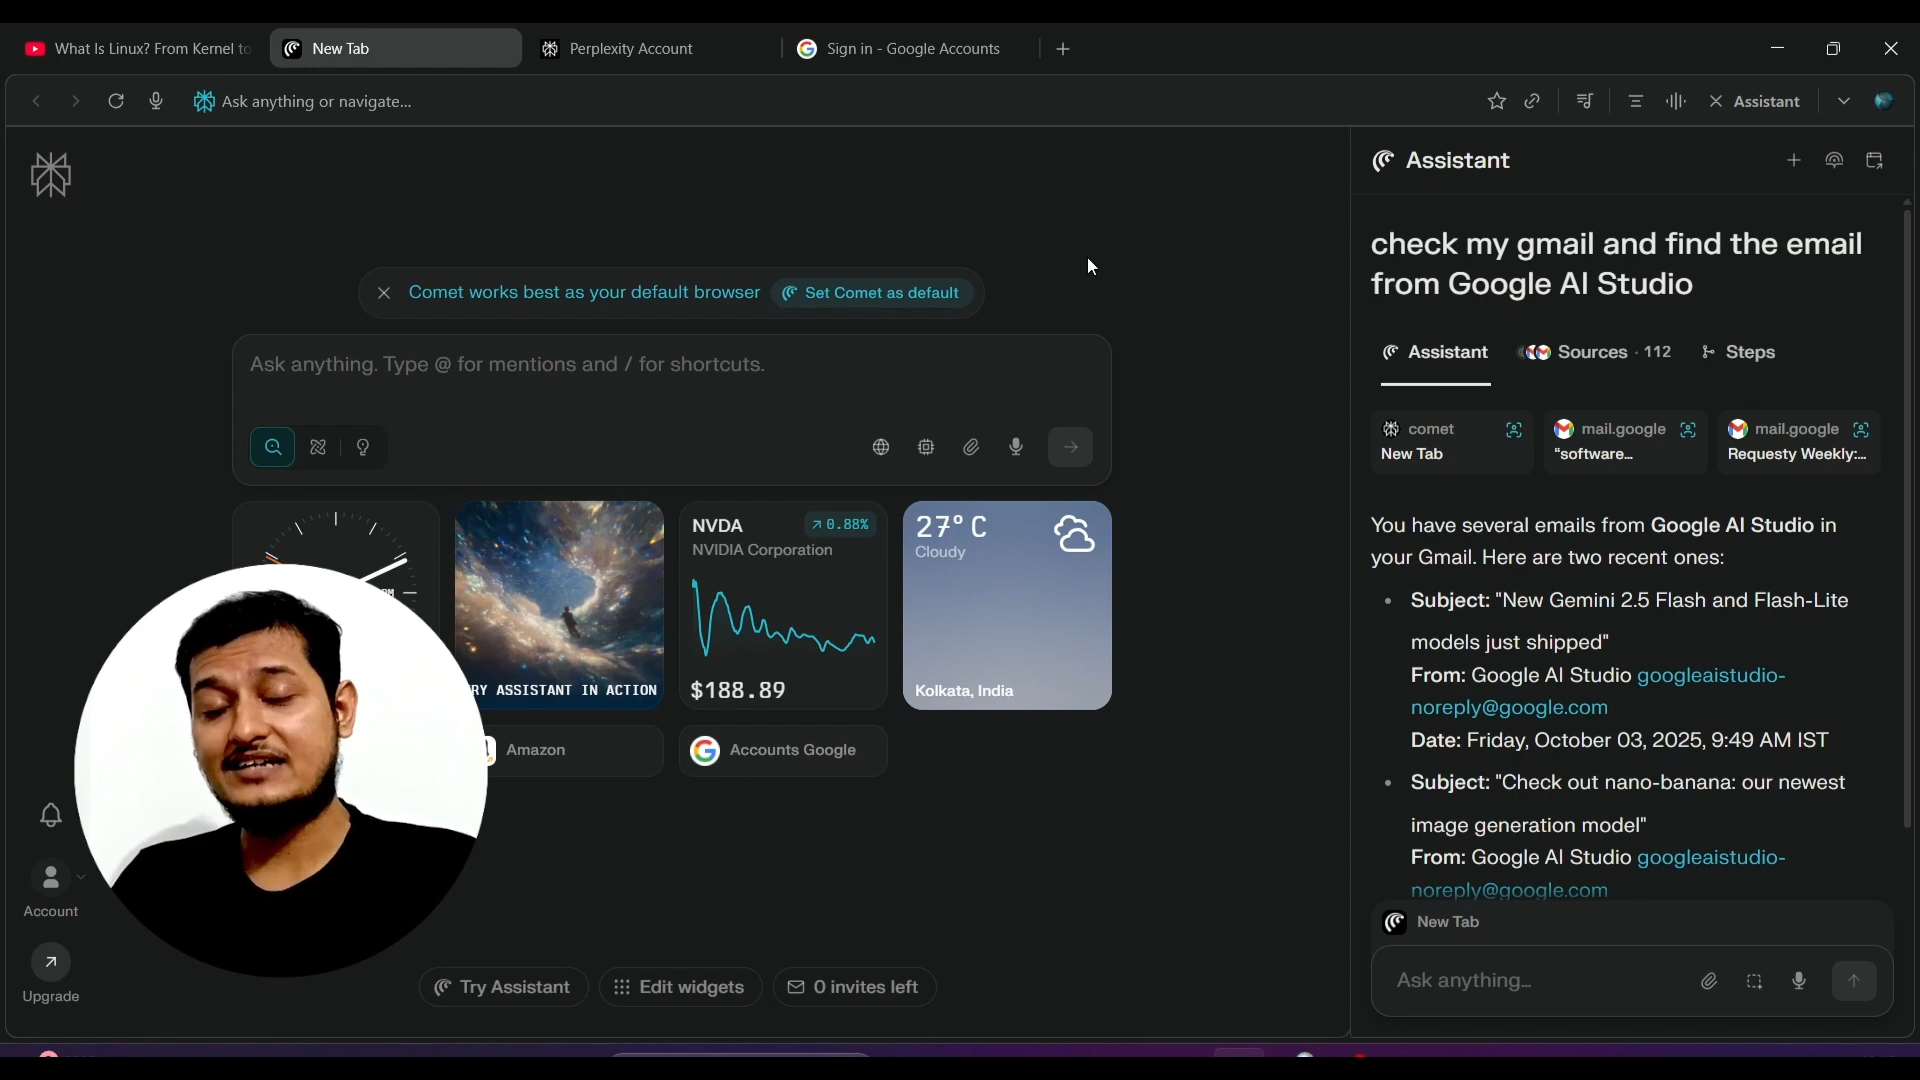 What Is Linux? From Kernel to
New Tab
Perplexity Account
Sign in - Google Accounts
Ask anything or navigate...
Assistant
Assistant
check my gmail and find the email
from Google AI Studio
Assistant
Sources · 112
Steps
comet
New Tab
mail.google
"software...
mail.google
Requesty Weekly:...
You have several emails from Google AI Studio in
your Gmail. Here are two recent ones:
• Subject: "New Gemini 2.5 Flash and Flash-Lite
models just shipped"
From: Google AI Studio googleaistudio-
noreply@google.com
Date: Friday, October 03, 2025, 9:49 AM IST
• Subject: "Check out nano-banana: our newest
image generation model"
From: Google AI Studio googleaistudio-
noreply@google.com
New Tab
Ask anything...
Comet works best as your default browser
Set Comet as default
Ask anything. Type @ for mentions and / for shortcuts.
ASSISTANT IN ACTION
NVDA
0.88%
NVIDIA Corporation
$188.89
27° C
Cloudy
Kolkata, India
Amazon
Accounts Google
Account
Upgrade
Try Assistant
Edit widgets
0 invites left